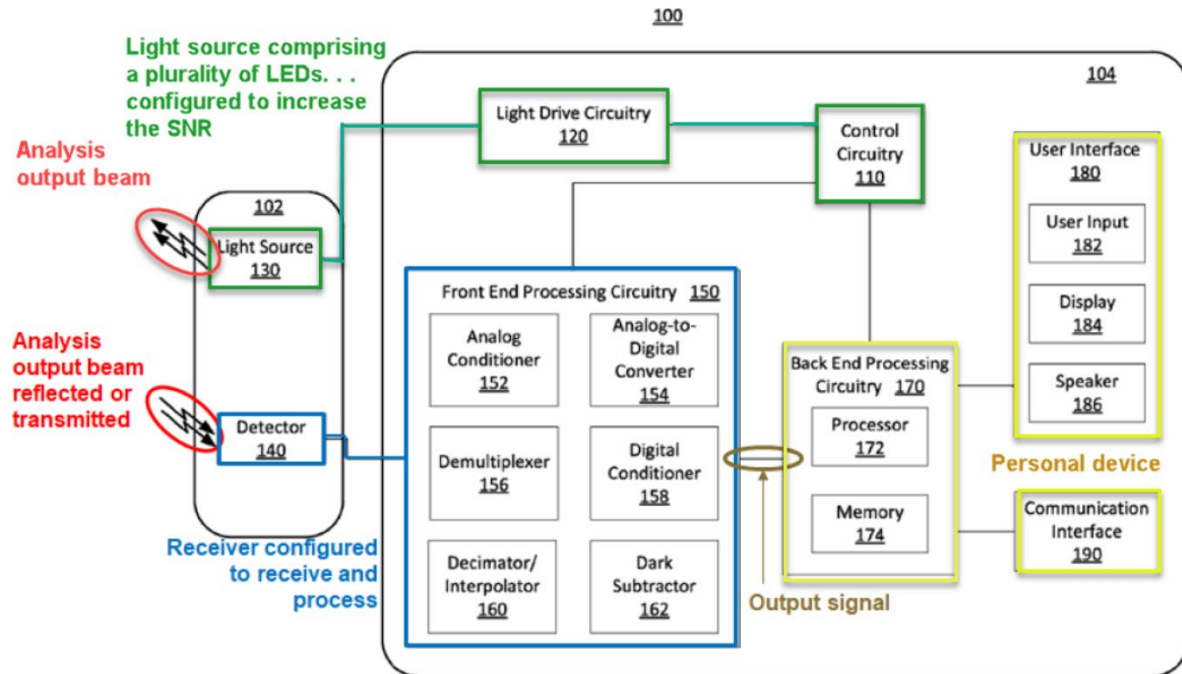 100
Light source comprising
a plurality of LEDs. . .
configured to increase
the SNR
104
Light Drive Circuitry
120
Control
Circuitry
110
User Interface
180
User Input
182
Display
184
Speaker
186
Analysis
output beam
102
Light Source
130
Front End Processing Circuitry 150
Analog
Conditioner
152
Analog-to-
Digital
Converter
154
Demultiplexer
156
Digital
Conditioner
158
Decimator/
Interpolator
160
Dark
Subtractor
162
Analysis
output beam
reflected or
transmitted
Detector
140
Back End Processing
Circuitry 170
Processor
172
Memory
174
Personal device
Communication
Interface
190
Receiver configured
to receive and
process
Output signal